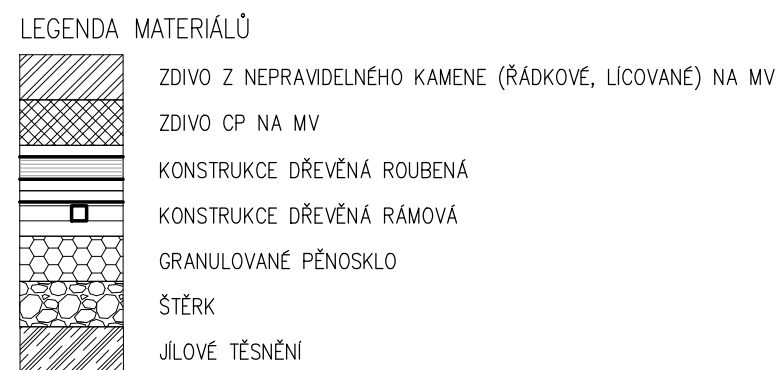 LEGENDA MATERIÁLŮ
ZDIVO Z NEPRAVIDELNÉHO KAMENE (ŘÁDKOVÉ, LÍCOVANÉ) NA MV
ZDIVO CP NA MV
KONSTRUKCE DŘEVĚNÁ ROUBENÁ
KONSTRUKCE DŘEVĚNÁ RÁMOVÁ
GRANULOVANÉ PĚNOSKLO
ŠTĚRK
JÍLOVÉ TĚSNĚNÍ